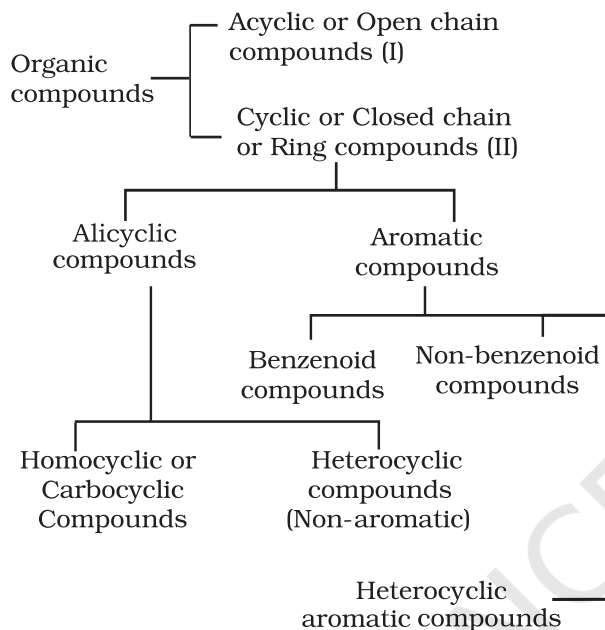 Acyclic or Open chain
compounds (I)
Organic
compounds
Cyclic or Closed chain
or Ring compounds (II)
Alicyclic
compounds
Aromatic
compounds
Benzenoid
compounds
Non-benzenoid
compounds
Homocyclic or
Carbocyclic
Compounds
Heterocyclic
compounds
(Non-aromatic)
Heterocyclic
aromatic compounds